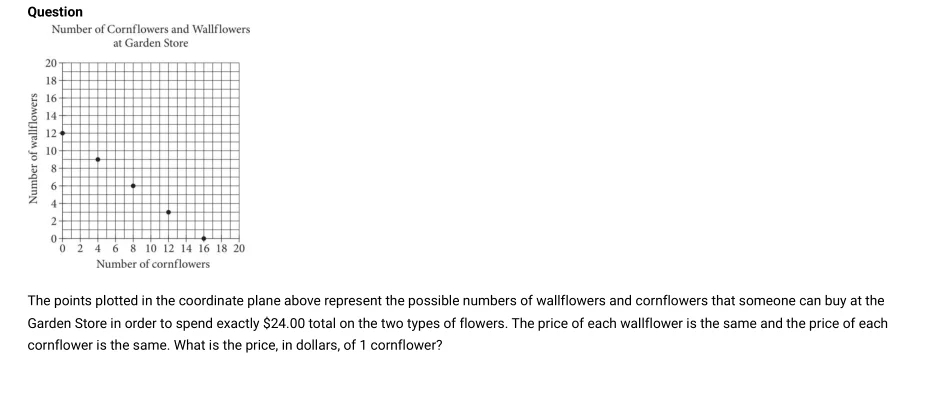 Question
Number of Cornflowers and Wallflowers
at Garden Store
Number of wallflowers
20
18
16
14
12
10
8
6
4
2
0
0 2 4 6 8 10 12 14 16 18 20
Number of cornflowers
The points plotted in the coordinate plane above represent the possible numbers of wallflowers and cornflowers that someone can buy at the
Garden Store in order to spend exactly $24.00 total on the two types of flowers. The price of each wallflower is the same and the price of each
cornflower is the same. What is the price, in dollars, of 1 cornflower?